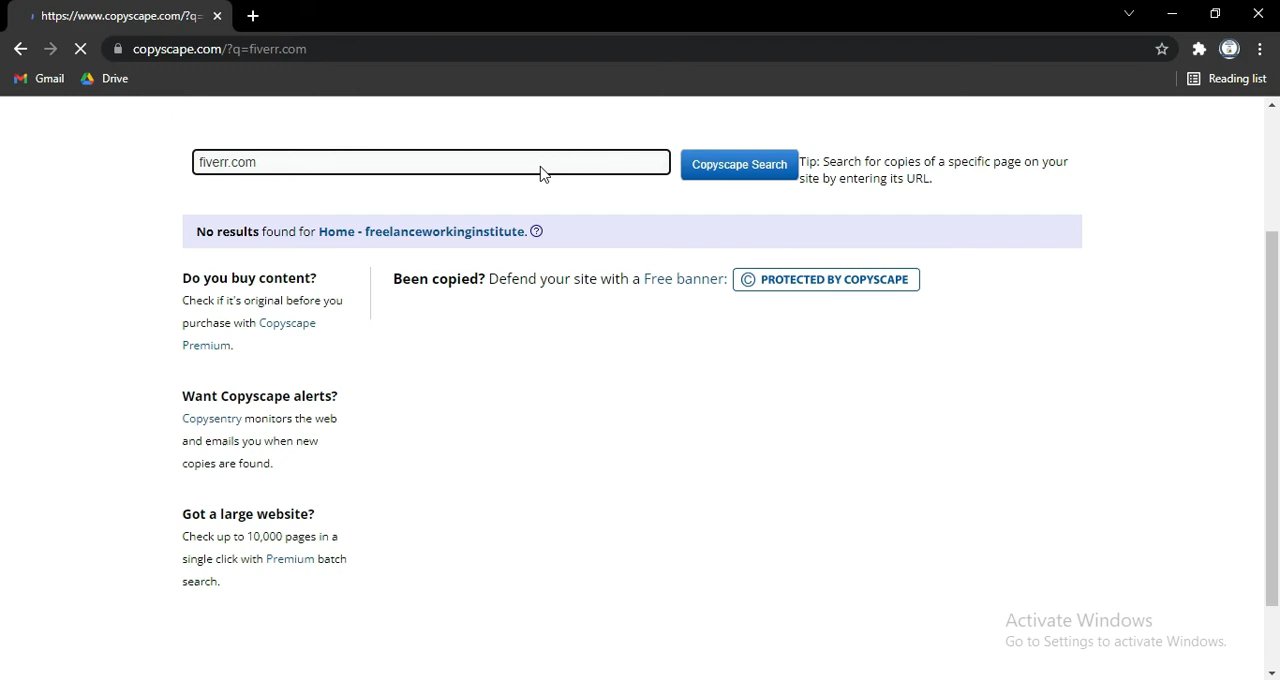 https://www.copyscape.com/?q=
copyscape.com/?q=fiverr.com
Gmail
Drive
Reading list
fiverr.com
Copyscape Search
Tip: Search for copies of a specific page on your
site by entering its URL.
No results found for Home - freelanceworkinginstitute.
Do you buy content?
Check if it's original before you
purchase with Copyscape
Premium.
Been copied? Defend your site with a Free banner:
© PROTECTED BY COPYSCAPE
Want Copyscape alerts?
Copysentry monitors the web
and emails you when new
copies are found.
Got a large website?
Check up to 10,000 pages in a
single click with Premium batch
search.
Activate Windows
Go to Settings to activate Windows.